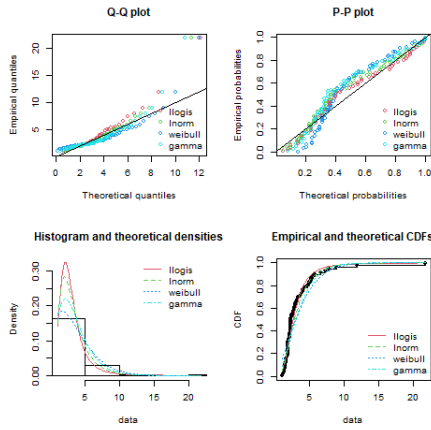 Q-Q plot
Empirical quantiles
20
15
10
5
llogis
lnorm
weibull
gamma
0 2 4 6 8 10 12
Theoretical quantiles
P-P plot
Empirical probabilities
0.0 0.2 0.4 0.6 0.8 1.0
llogis
lnorm
weibull
gamma
0.0 0.2 0.4 0.6 0.8 1.0
Theoretical probabilities
Histogram and theoretical densities
Density
0.00 0.10 0.20 0.30
llogis
lnorm
weibull
gamma
5 10 15 20
data
Empirical and theoretical CDFs
CDF
0.0 0.2 0.4 0.6 0.8 1.0
llogis
lnorm
weibull
gamma
5 10 15 20
data